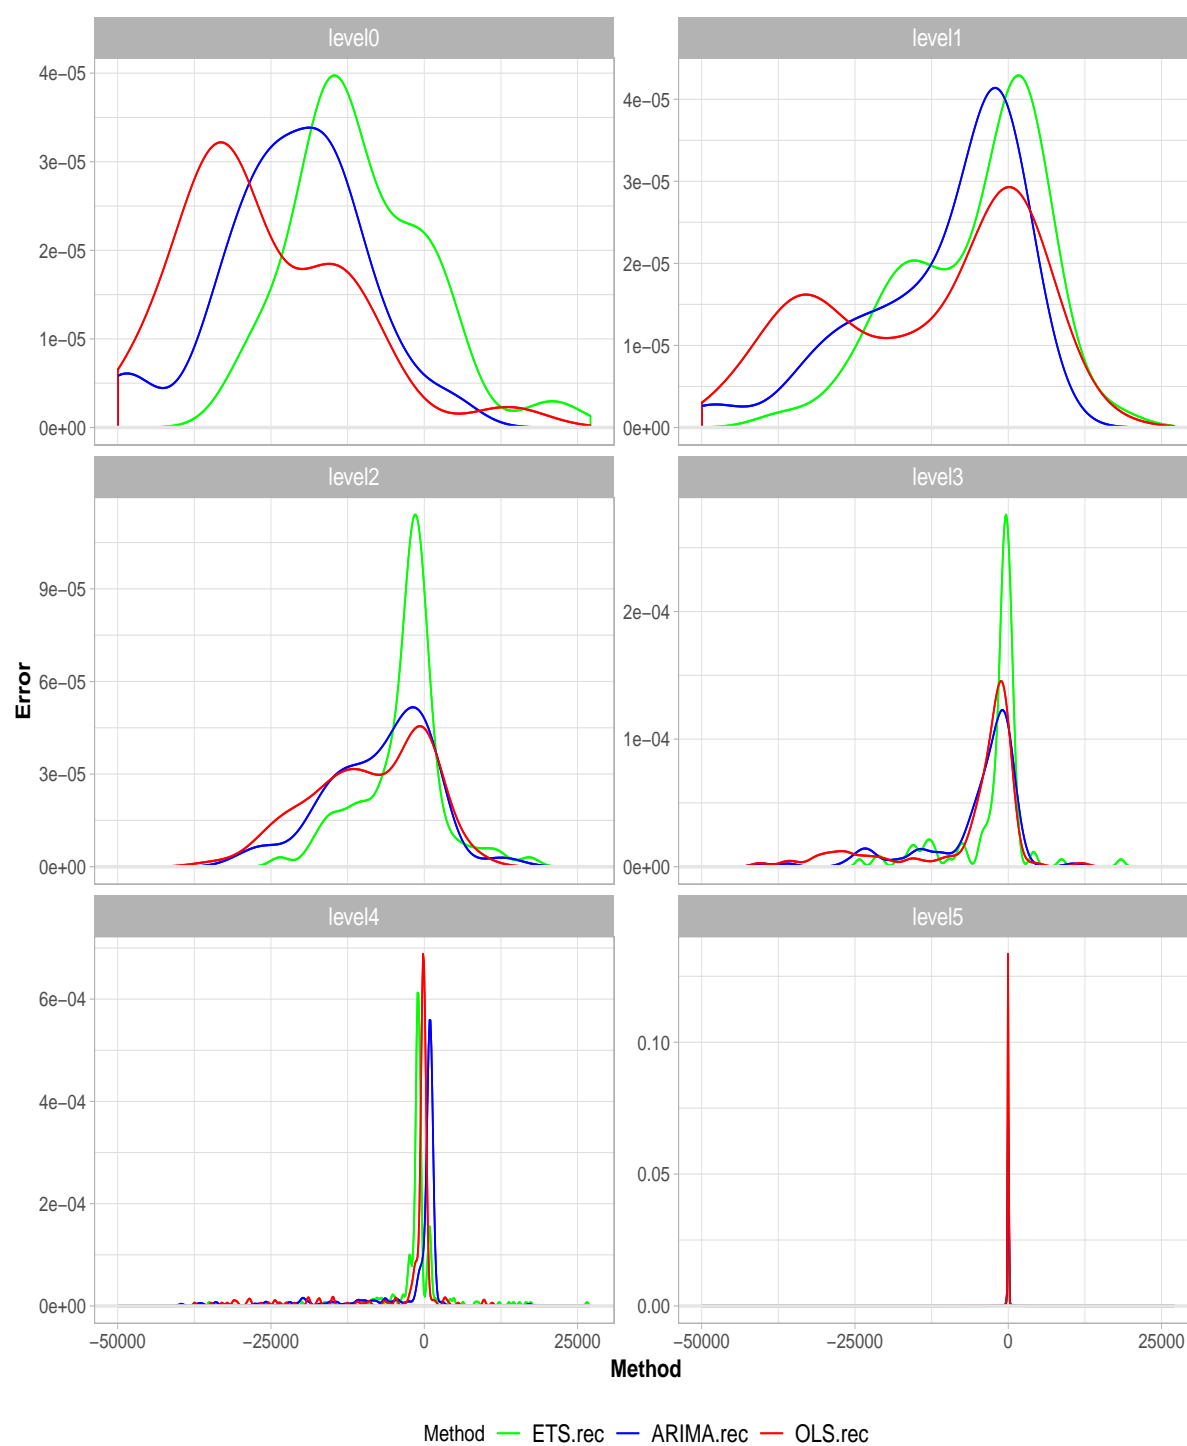 level0
level1
4e−05
3e−05
2e−05
1e−05
0e+00
4e−05
3e−05
2e−05
1e−05
0e+00
level2
level3
9e−05
6e−05
3e−05
0e+00
2e−04
1e−04
0e+00
Error
level4
level5
6e−04
4e−04
2e−04
0e+00
0.10
0.05
0.00
−50000 −25000 0 25000
−50000 −25000 0 25000
Method
Method ETS.rec ARIMA.rec OLS.rec